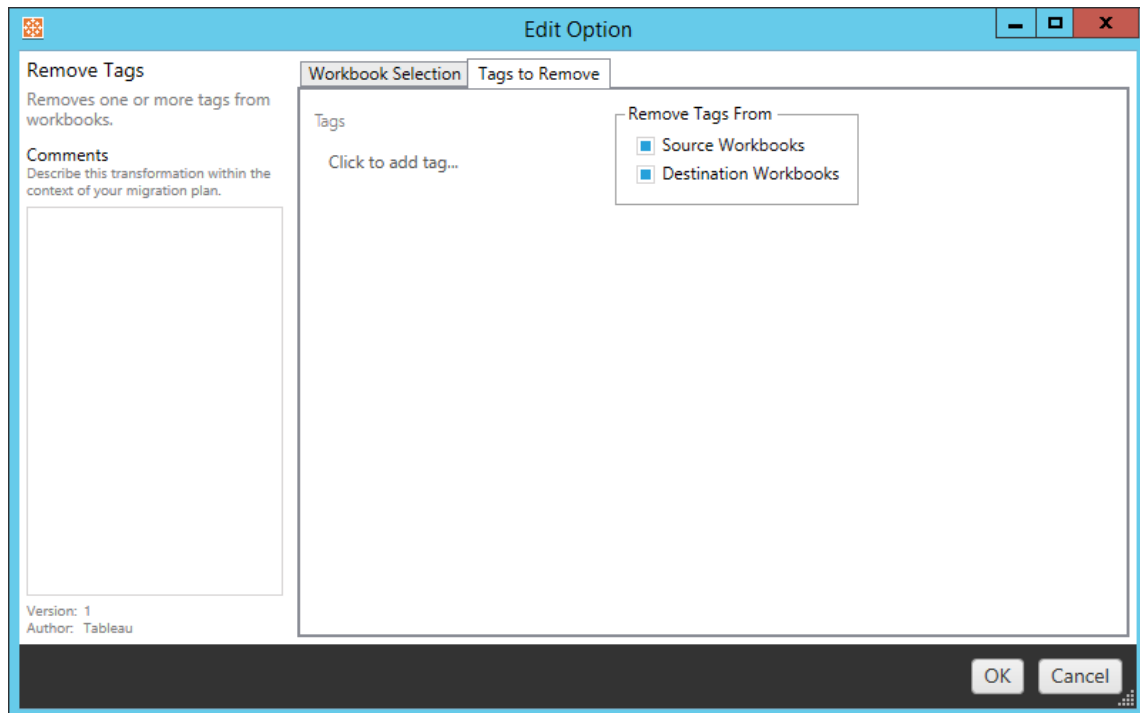 Edit Option
Remove Tags
Removes one or more tags from
workbooks.
Comments
Describe this transformation within the
context of your migration plan.
Version: 1
Author: Tableau
Workbook Selection
Tags to Remove
Tags
Click to add tag...
Remove Tags From
Source Workbooks
Destination Workbooks
OK
Cancel